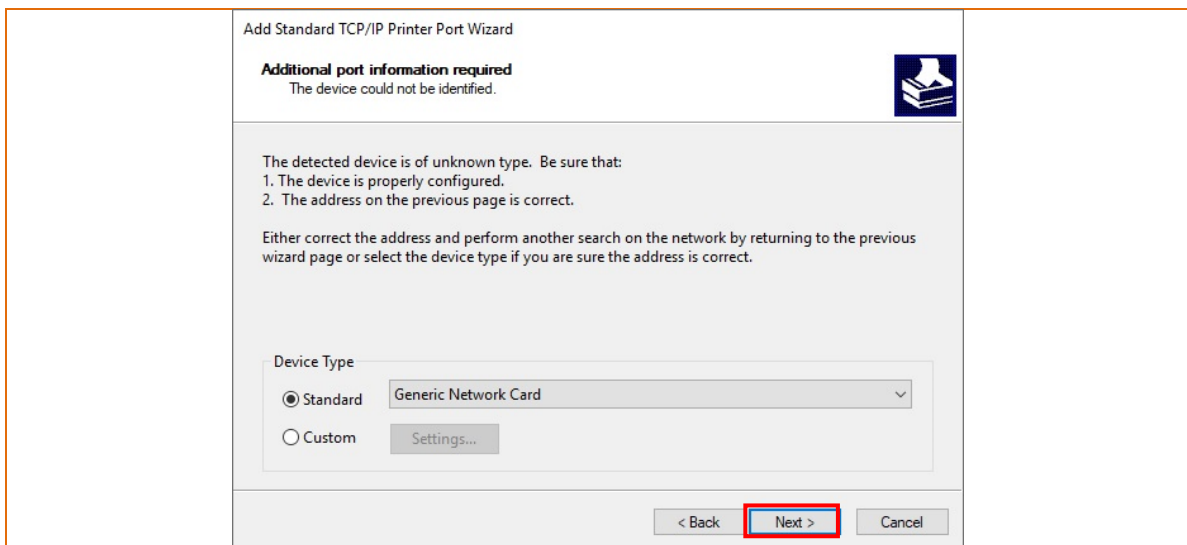 Add Standard TCP/IP Printer Port Wizard
Additional port information required
The device could not be identified.
The detected device is of unknown type.  Be sure that:
1. The device is properly configured.
2.  The address on the previous page is correct.
Either correct the address and perform another search on the network by returning to the previous
wizard page or select the device type if you are sure the address is correct.
Device Type
Standard
Generic Network Card
Custom
Settings...
< Back
Next >
Cancel